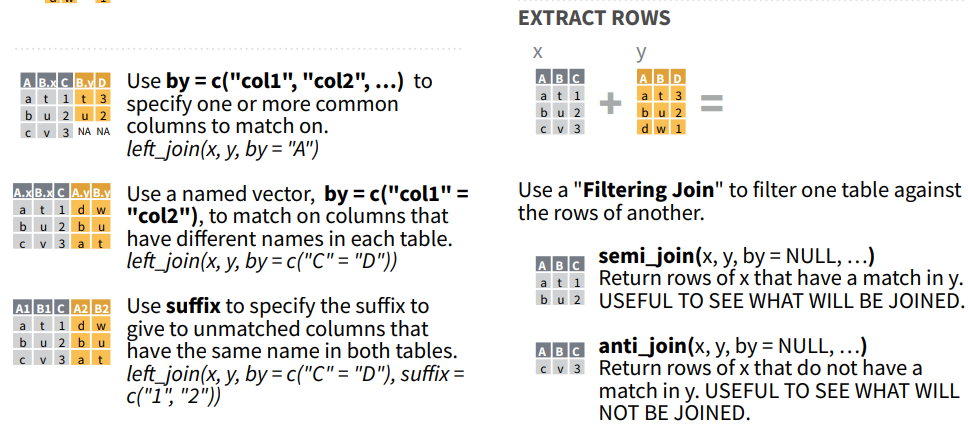 A B.x C B.y D
a t 1 t 3
b u 2 u 2
c v 3 NA NA
Use by = c("col1", "col2", …) to
specify one or more common
columns to match on.
left_join(x, y, by = "A")
A.x B.x C A.y B.y
a t 1 d w
b u 2 b u
c v 3 a t
Use a named vector, by = c("col1" =
"col2"), to match on columns that
have different names in each table.
left_join(x, y, by = c("C" = "D"))
A1 B1 C A2 B2
a t 1 d w
b u 2 b u
c v 3 a t
Use suffix to specify the suffix to
give to unmatched columns that
have the same name in both tables.
left_join(x, y, by = c("C" = "D"), suffix =
c("1", "2"))
EXTRACT ROWS
x y
A B C
a t 1
b u 2
c v 3
+
A B D
a t 3
b u 2
d w 1
=
Use a "Filtering Join" to filter one table against
the rows of another.
A B C
a t 1
b u 2
semi_join(x, y, by = NULL, …)
Return rows of x that have a match in y.
USEFUL TO SEE WHAT WILL BE JOINED.
A B C
c v 3
anti_join(x, y, by = NULL, …)
Return rows of x that do not have a
match in y. USEFUL TO SEE WHAT WILL
NOT BE JOINED.